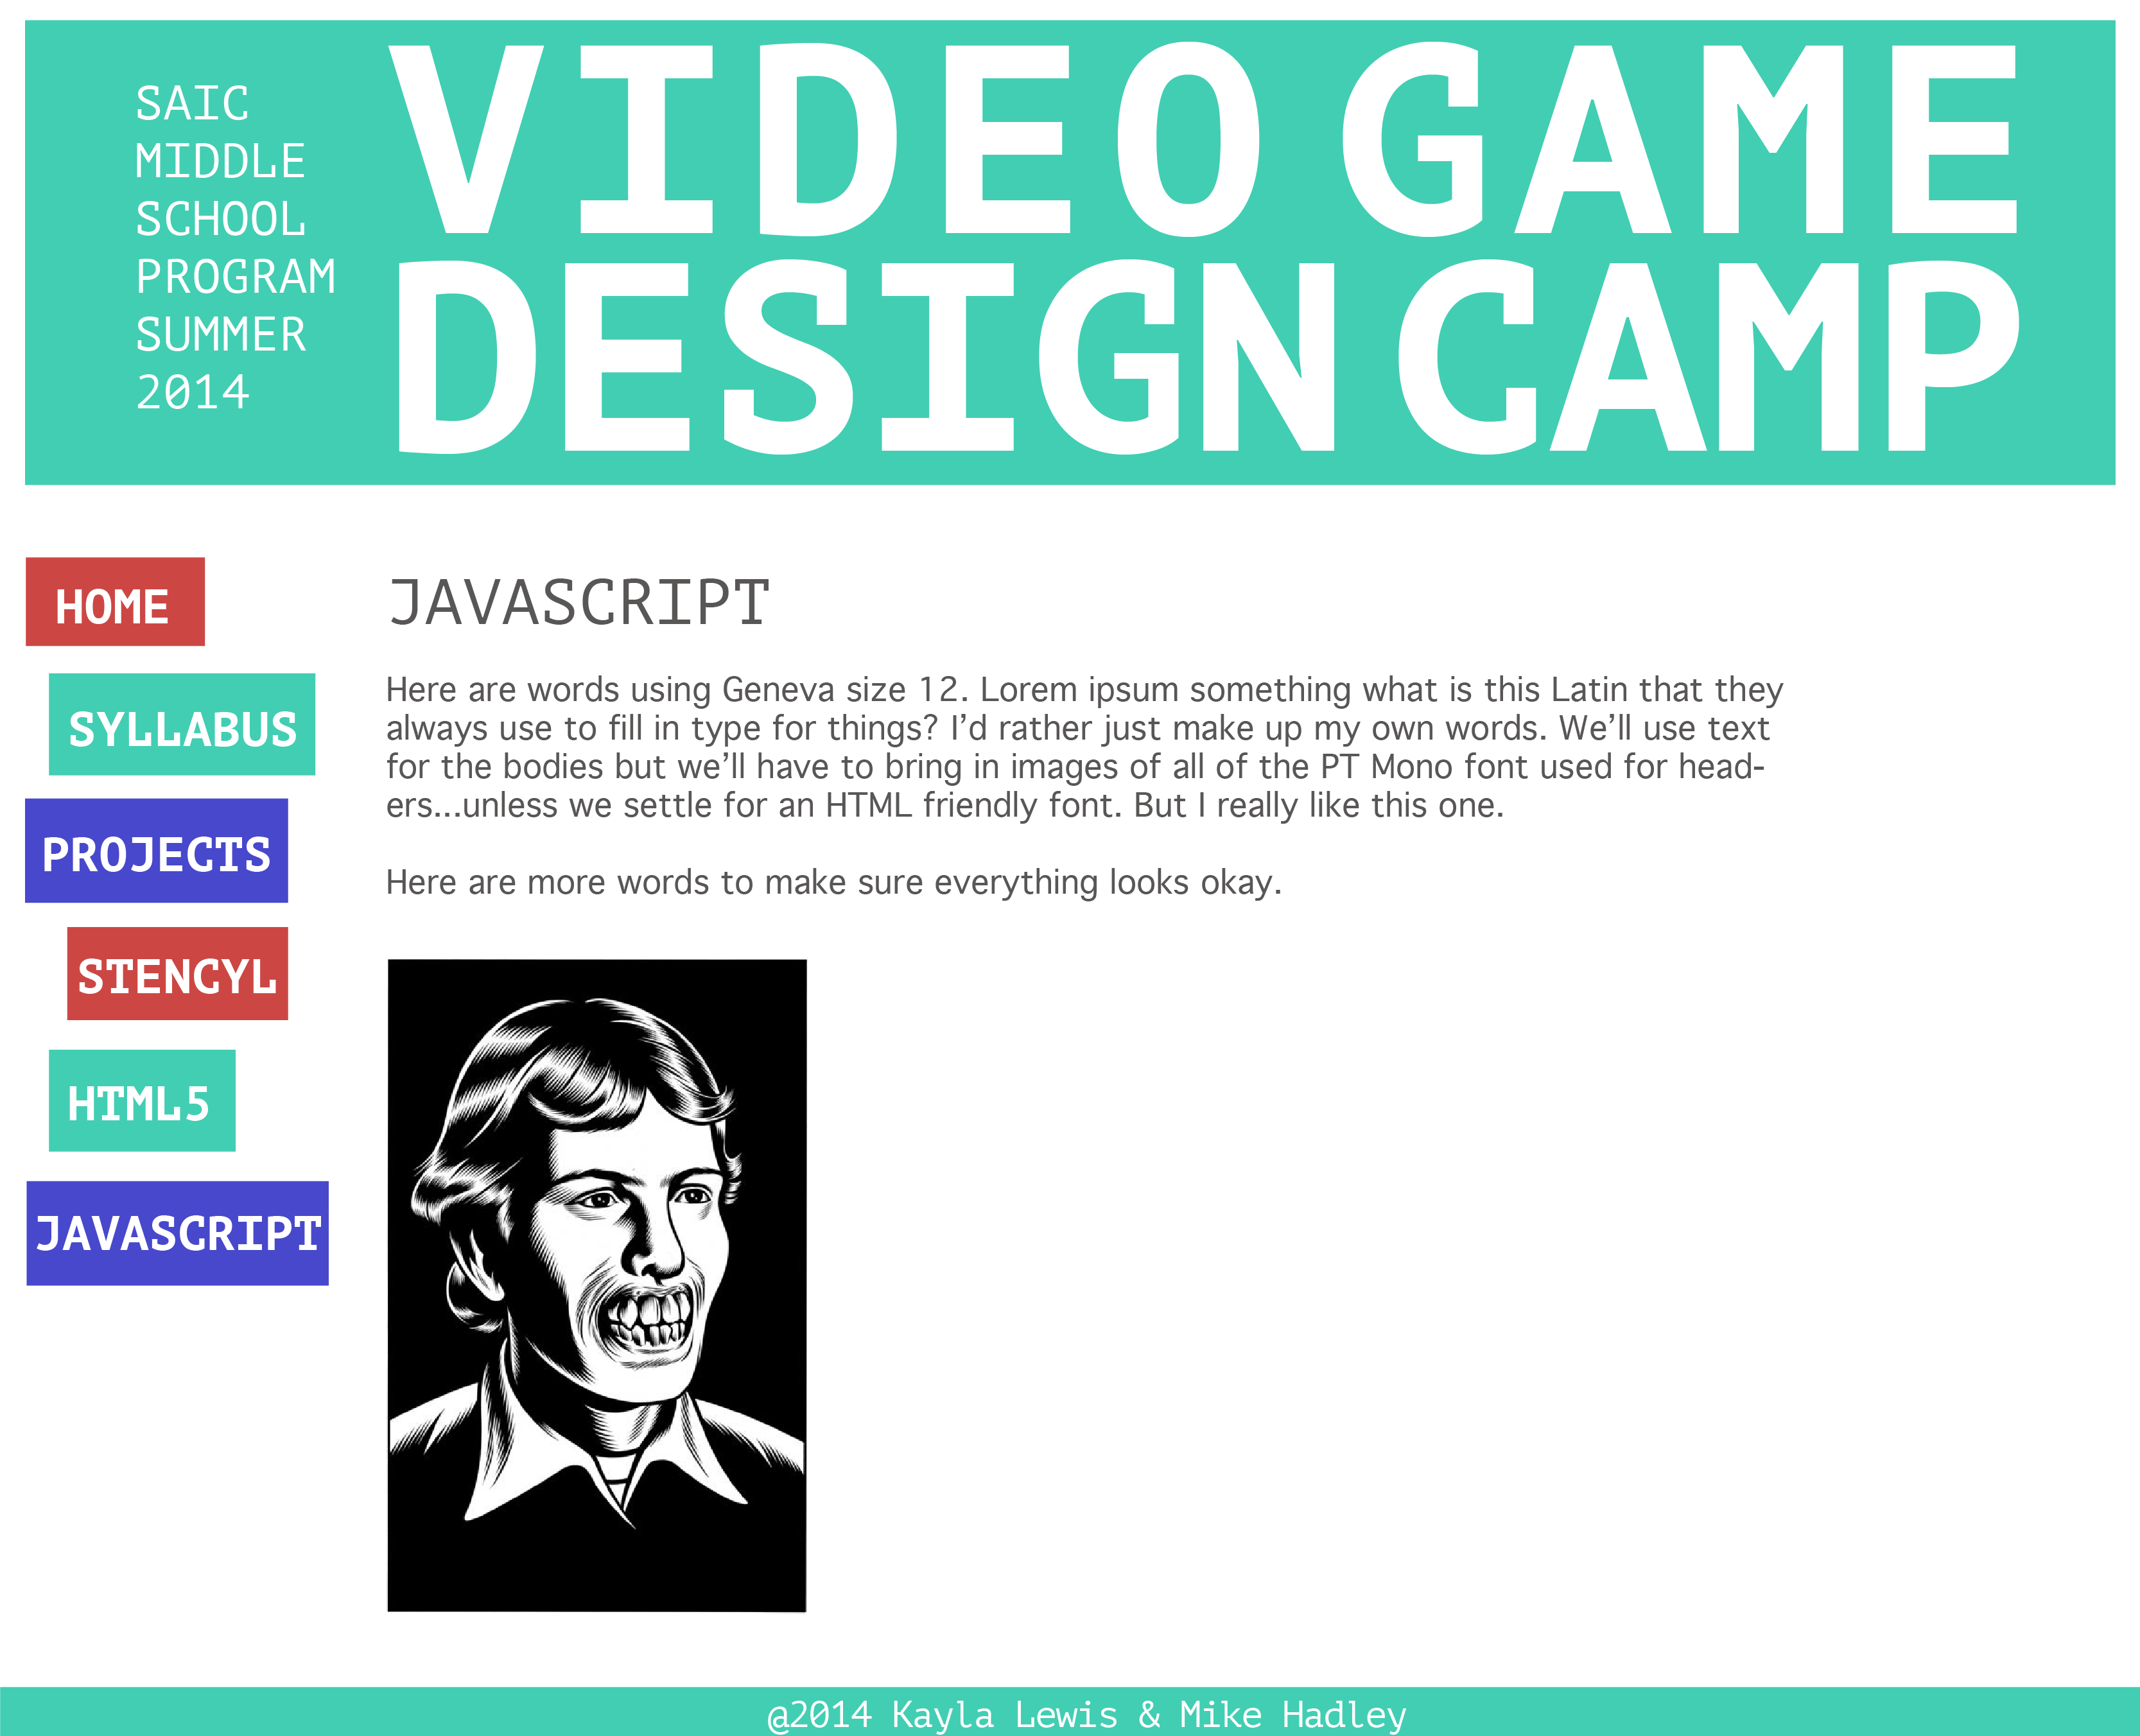 SAIC
MIDDLE
SCHOOL
PROGRAM
SUMMER
2014
VIDEO GAME
DESIGN CAMP
HOME
SYLLABUS
PROJECTS
STENCYL
HTML5
JAVASCRIPT
JAVASCRIPT
Here are words using Geneva size 12. Lorem ipsum something what is this Latin that they
always use to fill in type for things? I’d rather just make up my own words. We’ll use text
for the bodies but we’ll have to bring in images of all of the PT Mono font used for head-
ers...unless we settle for an HTML friendly font. But I really like this one.
Here are more words to make sure everything looks okay.
@2014 Kayla Lewis & Mike Hadley